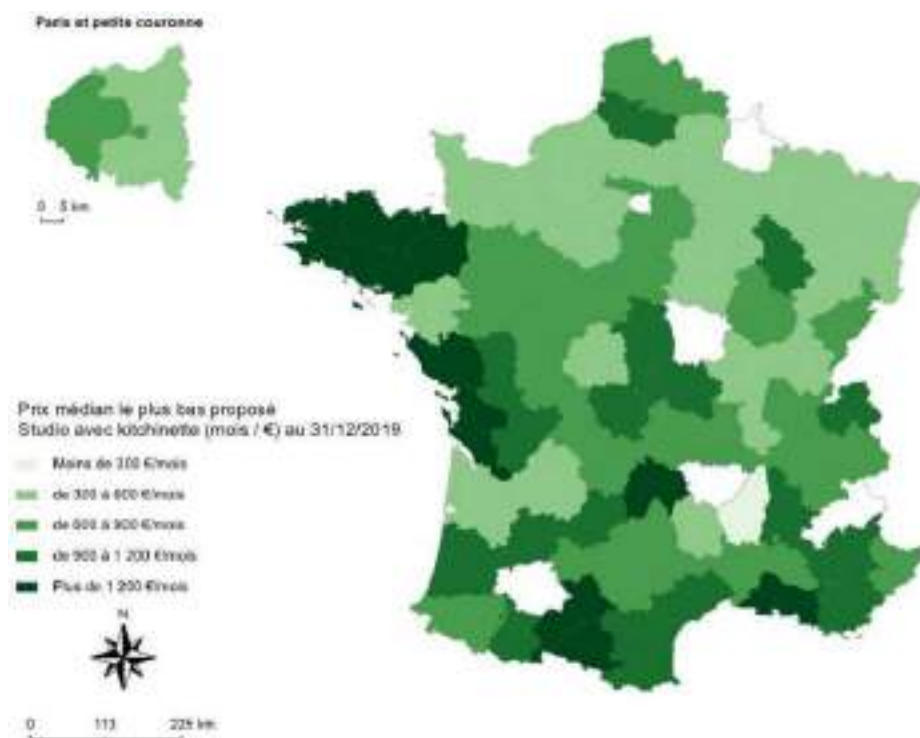 Paris et petite couronne
0 5 km
Prix médian le plus bas proposé
Studio avec kitchinette (mois / €) au 31/12/2019
Moins de 300 €/mois
de 300 à 600 €/mois
de 600 à 900 €/mois
de 900 à 1 200 €/mois
Plus de 1 200 €/mois
N
0 113 225 km